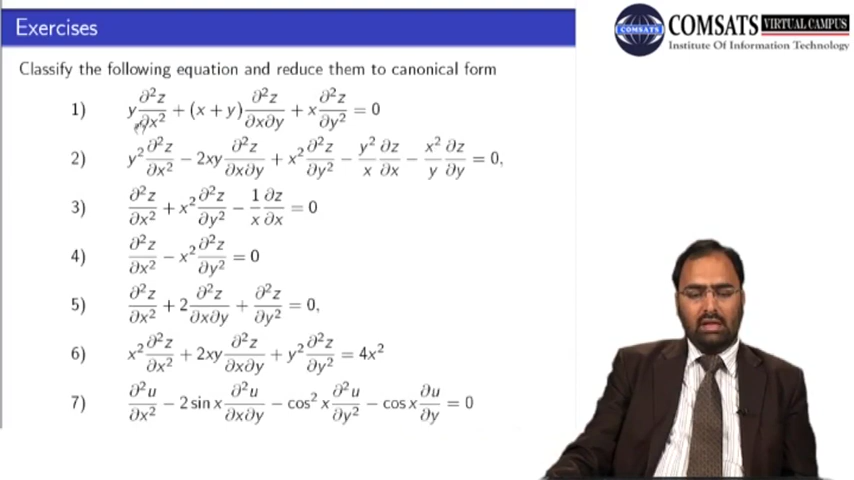 Exercises
COMSATS VIRTUAL CAMPUS
COMSATS
Institute Of Information Technology
Classify the following equation and reduce them to canonical form
1) y ∂²z/∂x² + (x + y) ∂²z/∂x∂y + x ∂²z/∂y² = 0
2) y² ∂²z/∂x² − 2xy ∂²z/∂x∂y + x² ∂²z/∂y² − y²/x ∂z/∂x − x²/y ∂z/∂y = 0,
3) ∂²z/∂x² + x² ∂²z/∂y² − 1/x ∂z/∂x = 0
4) ∂²z/∂x² − x² ∂²z/∂y² = 0
5) ∂²z/∂x² + 2 ∂²z/∂x∂y + ∂²z/∂y² = 0,
6) x² ∂²z/∂x² + 2xy ∂²z/∂x∂y + y² ∂²z/∂y² = 4x²
7) ∂²u/∂x² − 2 sin x ∂²u/∂x∂y − cos² x ∂²u/∂y² − cos x ∂u/∂y = 0